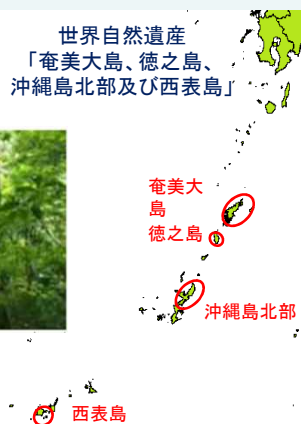 世界自然遺産
「奄美大島、徳之島、
沖縄島北部及び西表島」
奄美大
島
徳之島
沖縄島北部
西表島